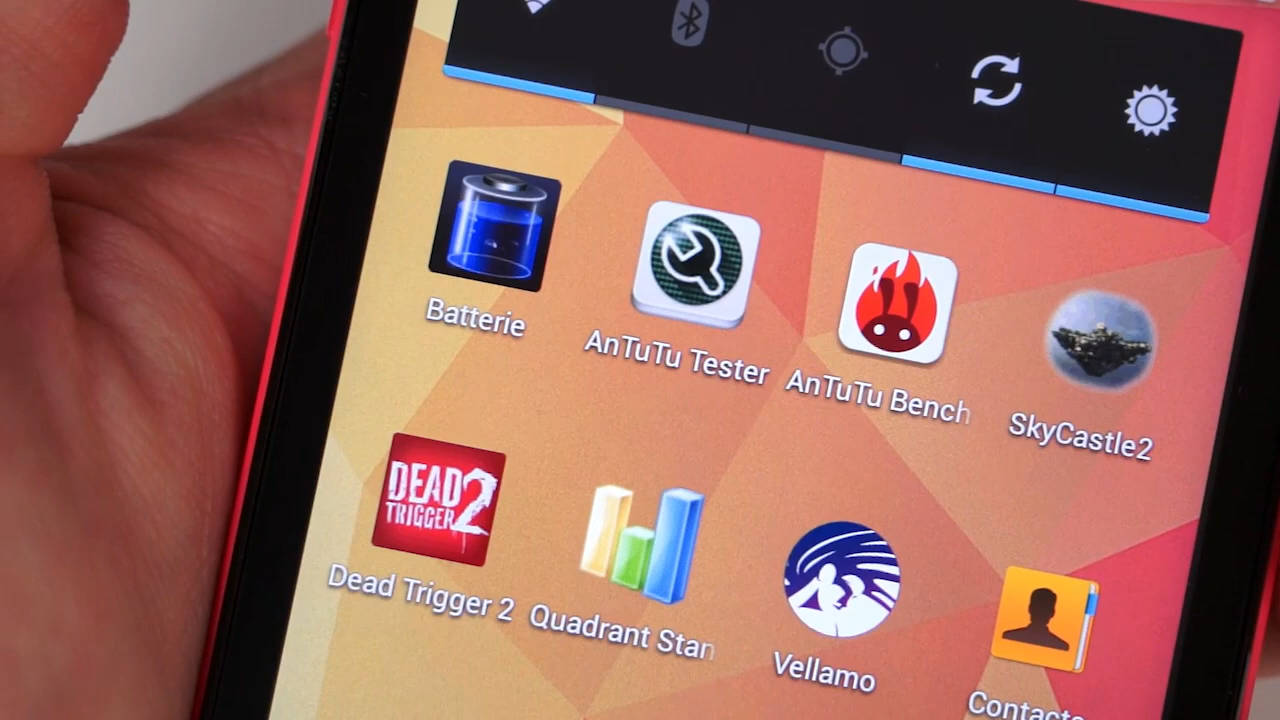 Batterie
AnTuTu Tester
AnTuTu Bench
SkyCastle2
DEAD
TRIGGER 2
Dead Trigger 2
Quadrant Stan
Vellamo
Contacts